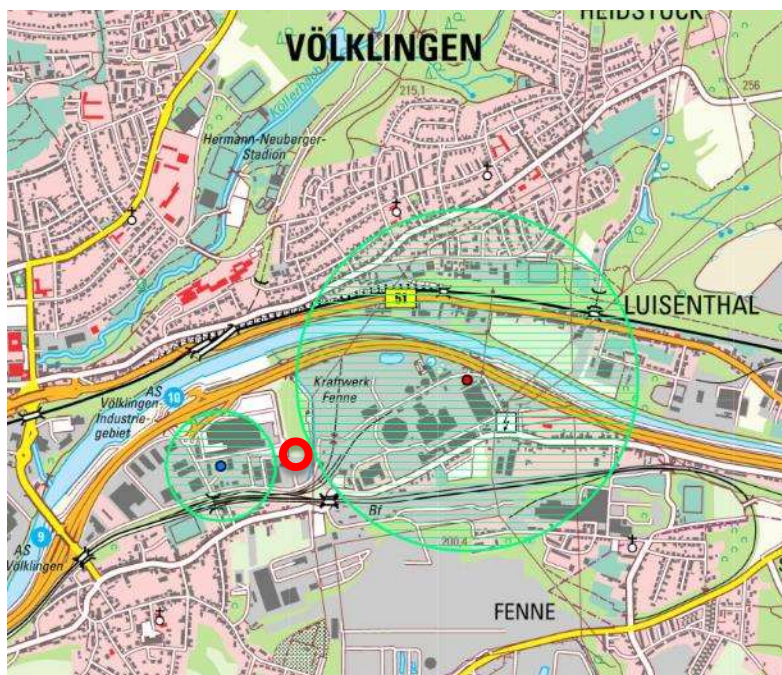 HEIDSTOCK
VÖLKLINGEN
Köllerbach
215,1
256
Hermann-Neuberger-
Stadion
51
LUISENTHAL
AS
Völklingen-
Industrie-
gebiet
10
Kraftwerk
Fenne
9
AS
Völklingen
Bf
200,4
FENNE